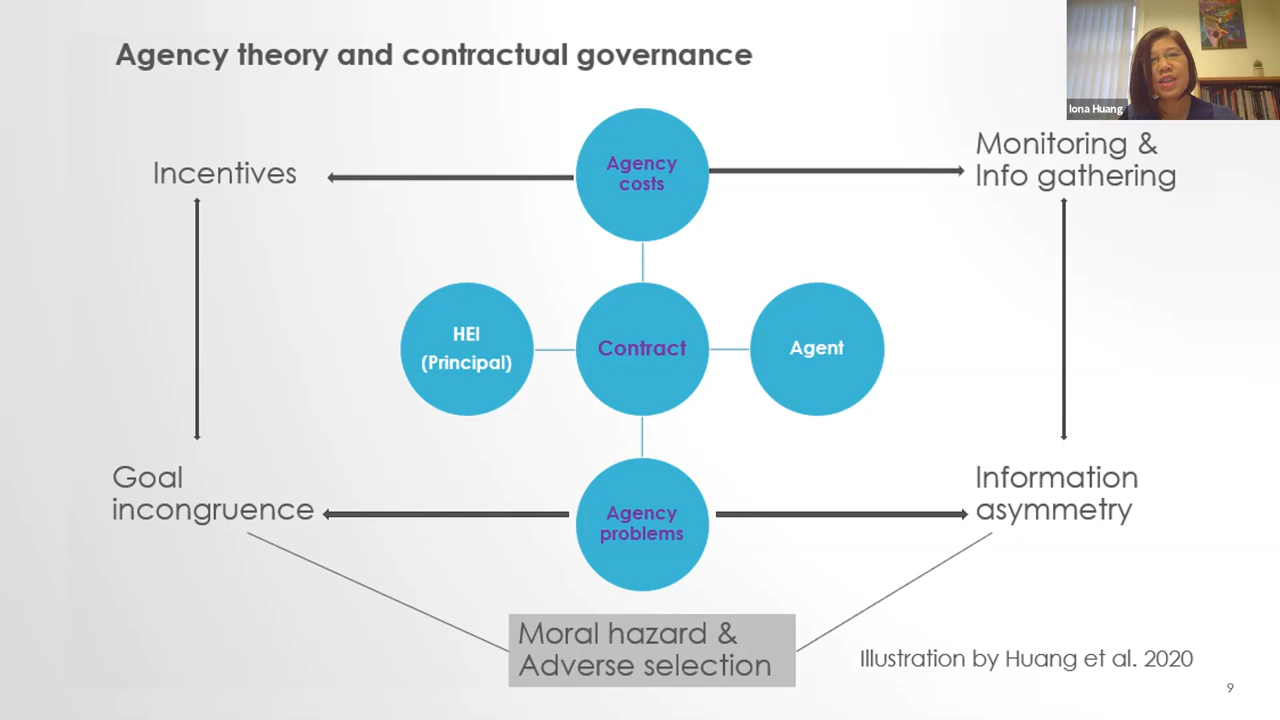 Agency theory and contractual governance
Iona Huang
Incentives
Agency
costs
Monitoring &
Info gathering
HEI
(Principal)
Contract
Agent
Goal
incongruence
Agency
problems
Information
asymmetry
Moral hazard &
Adverse selection
Illustration by Huang et al. 2020
9